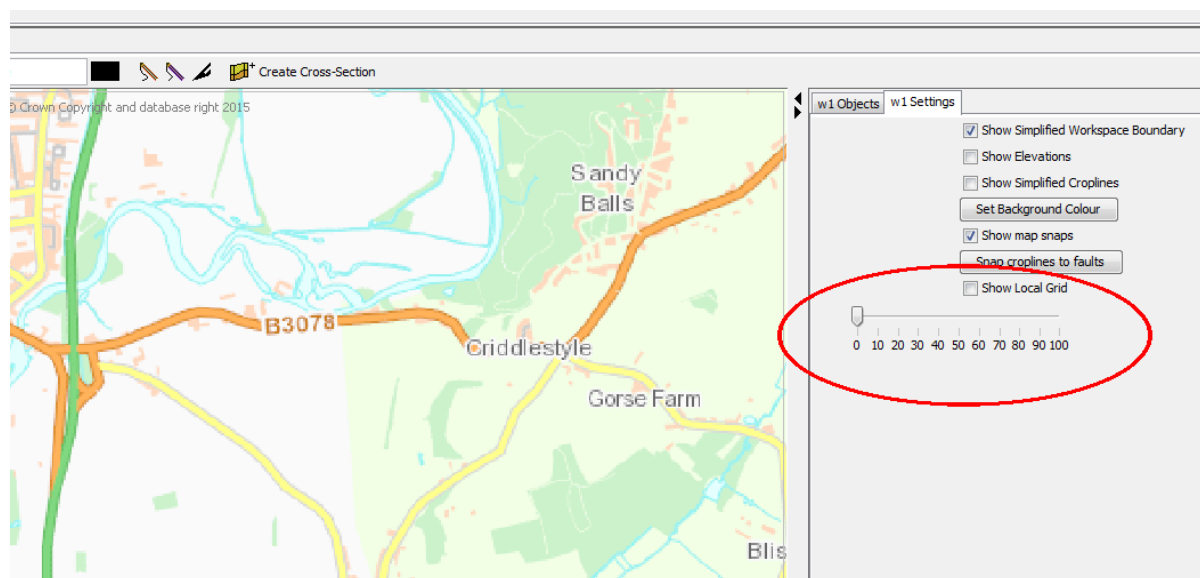 Create Cross-Section
Crown Copyright and database right 2015
w1 Objects
w1 Settings
Show Simplified Workspace Boundary
Show Elevations
Show Simplified Croplines
Set Background Colour
Show map snaps
Snap croplines to faults
Show Local Grid
0 10 20 30 40 50 60 70 80 90 100
Sandy
Balls
B3078
Criddlestyle
Gorse Farm
Blis